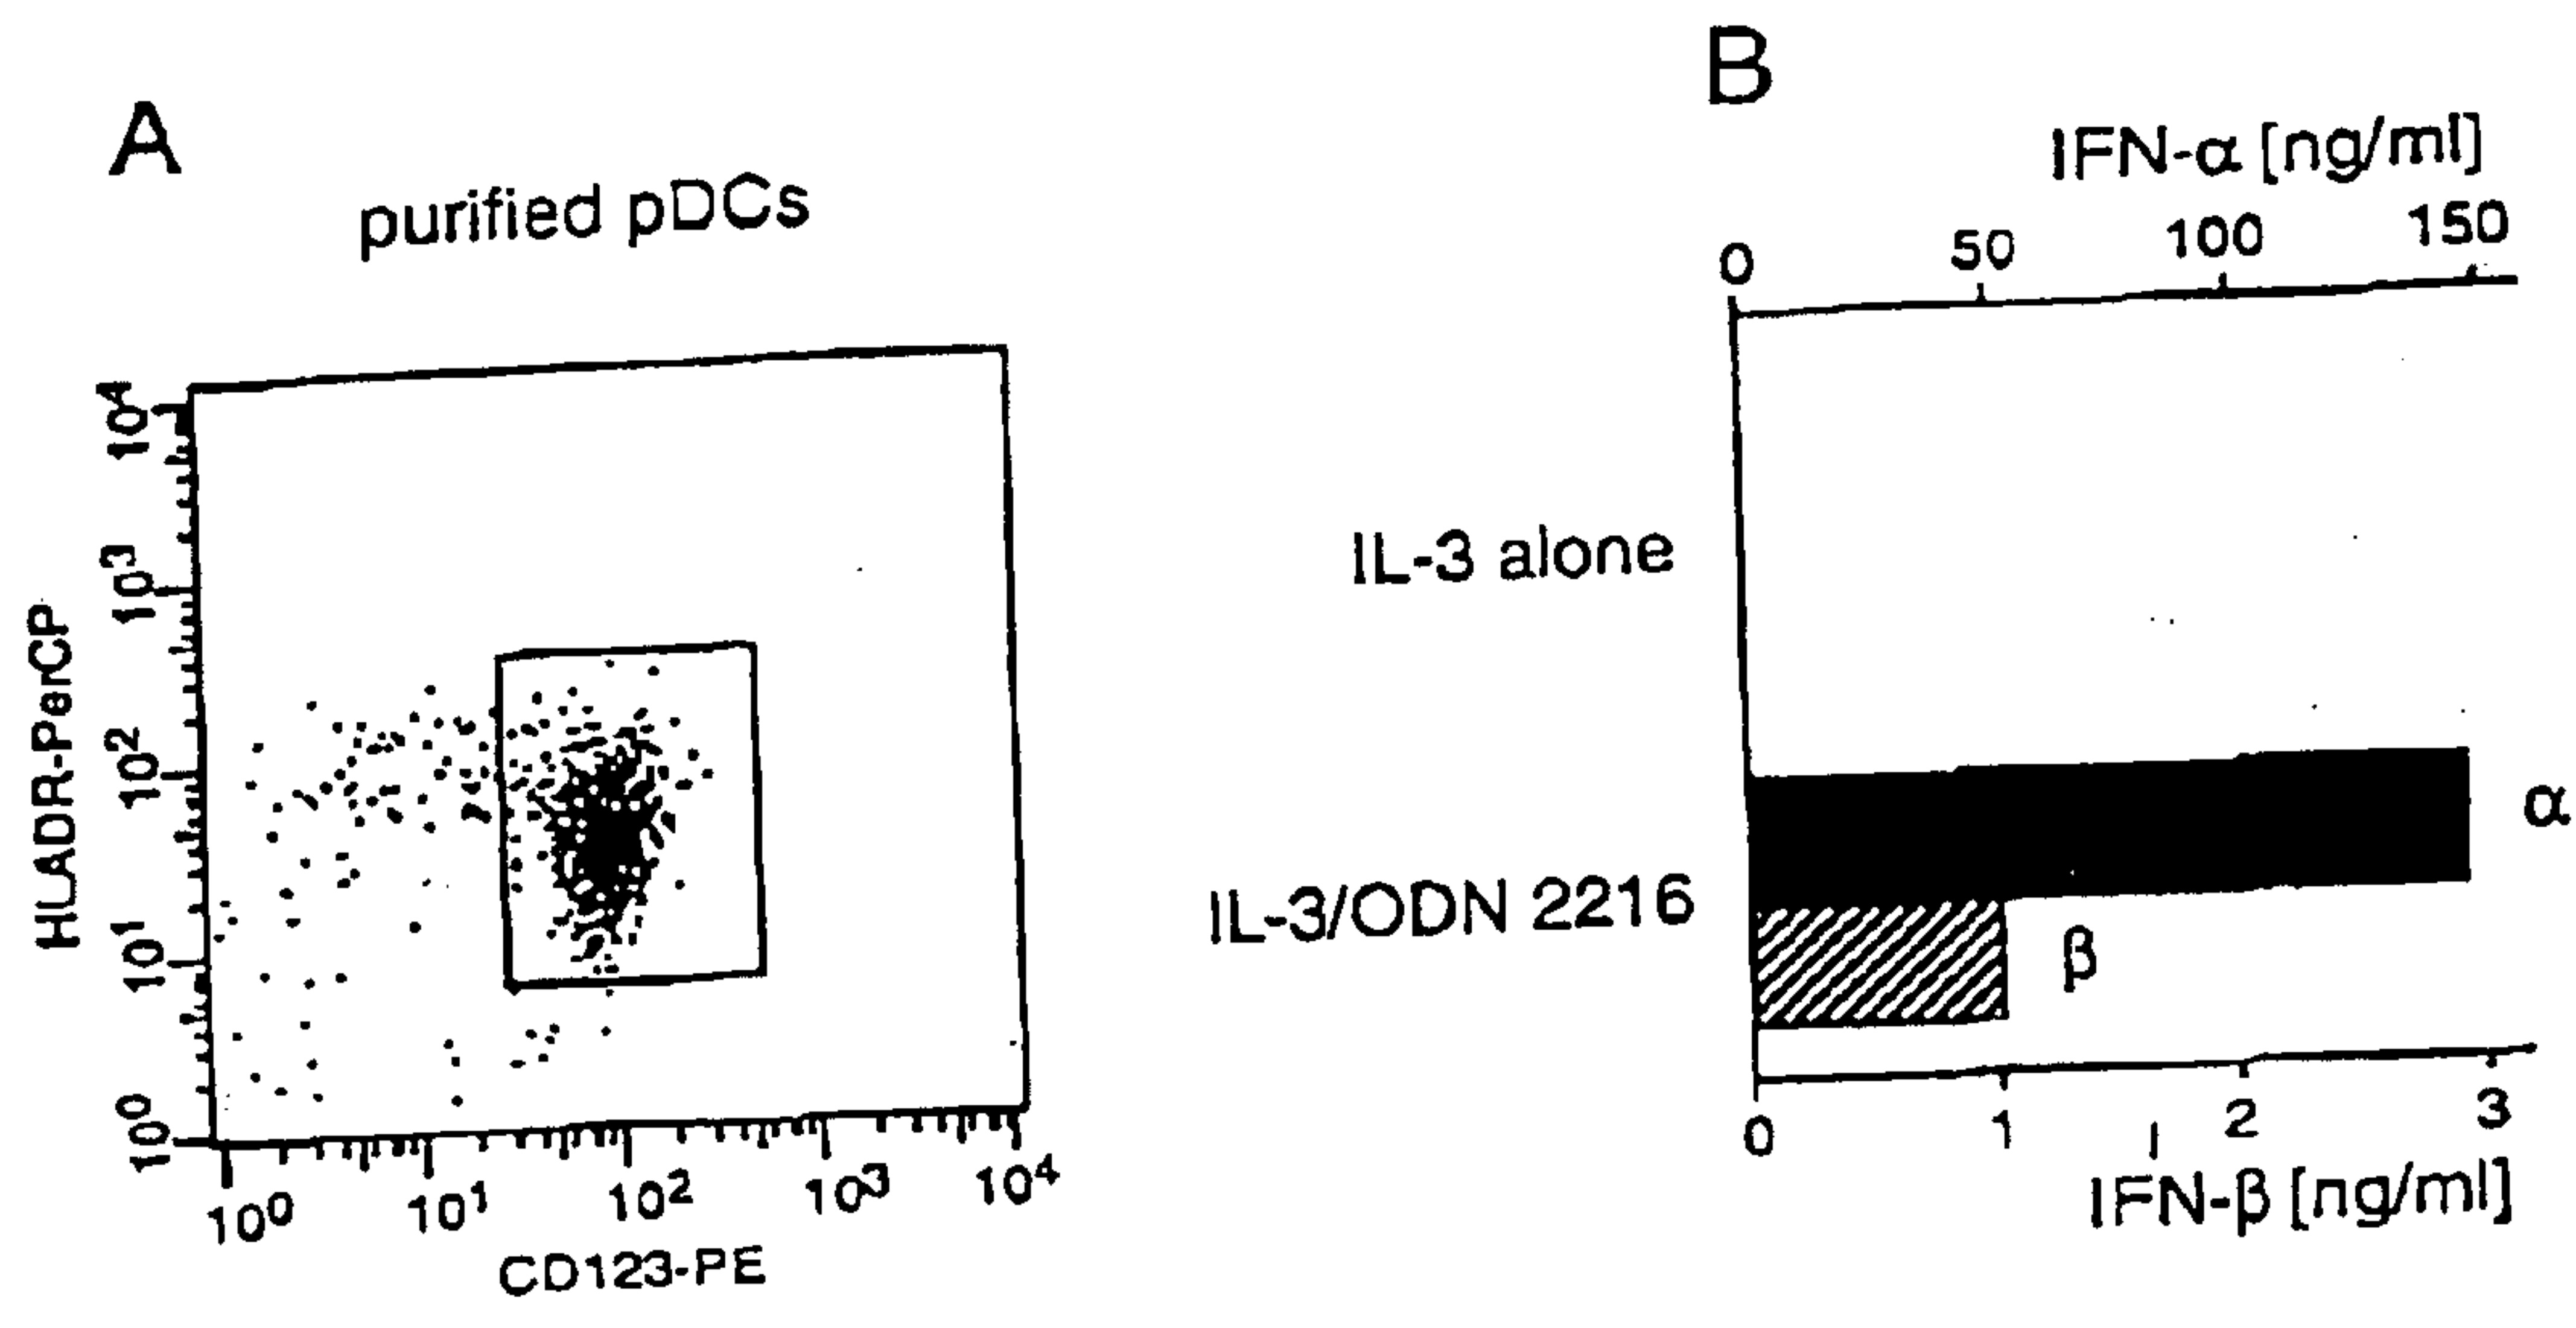 A
purified pDCs
HLADR-PerCP
10⁴
10³
10²
10¹
10⁰
10⁰ 10¹ 10² 10³ 10⁴
CD123-PE
B
IFN-α [ng/ml]
0 50 100 150
IL-3 alone
IL-3/ODN 2216
α
β
0 1 2 3
IFN-β [ng/ml]